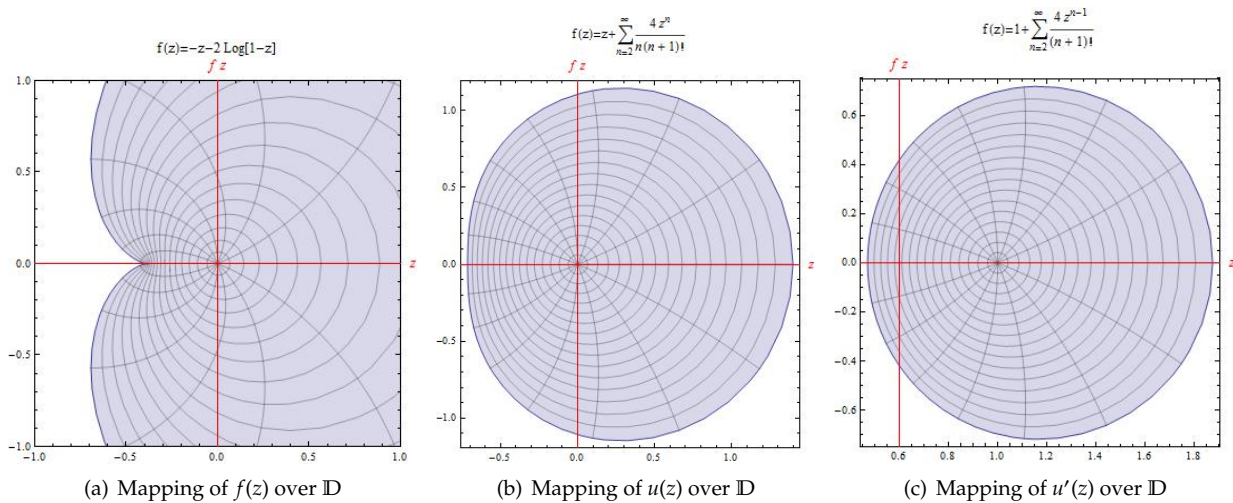 f(z)=-z-2 Log[1-z]
f z
1.0
0.5
0.0
-0.5
-1.0
-1.0 -0.5 0.0 0.5 1.0
z
(a) Mapping of f(z) over 𝔻
f(z)=z+∑_{n=2}^{∞} 4 z^n / n(n+1)!
f z
1.0
0.5
0.0
-0.5
-1.0
-0.5 0.0 0.5 1.0
z
(b) Mapping of u(z) over 𝔻
f(z)=1+∑_{n=2}^{∞} 4 z^{n-1} / (n+1)!
f z
0.6
0.4
0.2
0.0
-0.2
-0.4
-0.6
0.6 0.8 1.0 1.2 1.4 1.6 1.8
z
(c) Mapping of u′(z) over 𝔻